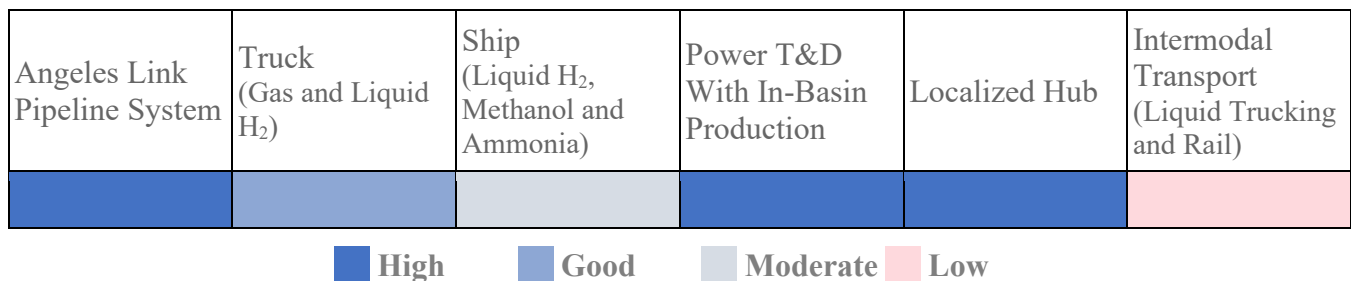 Angeles Link
Pipeline System
Truck
(Gas and Liquid
H₂)
Ship
(Liquid H₂,
Methanol and
Ammonia)
Power T&D
With In-Basin
Production
Localized Hub
Intermodal
Transport
(Liquid Trucking
and Rail)
High
Good
Moderate
Low